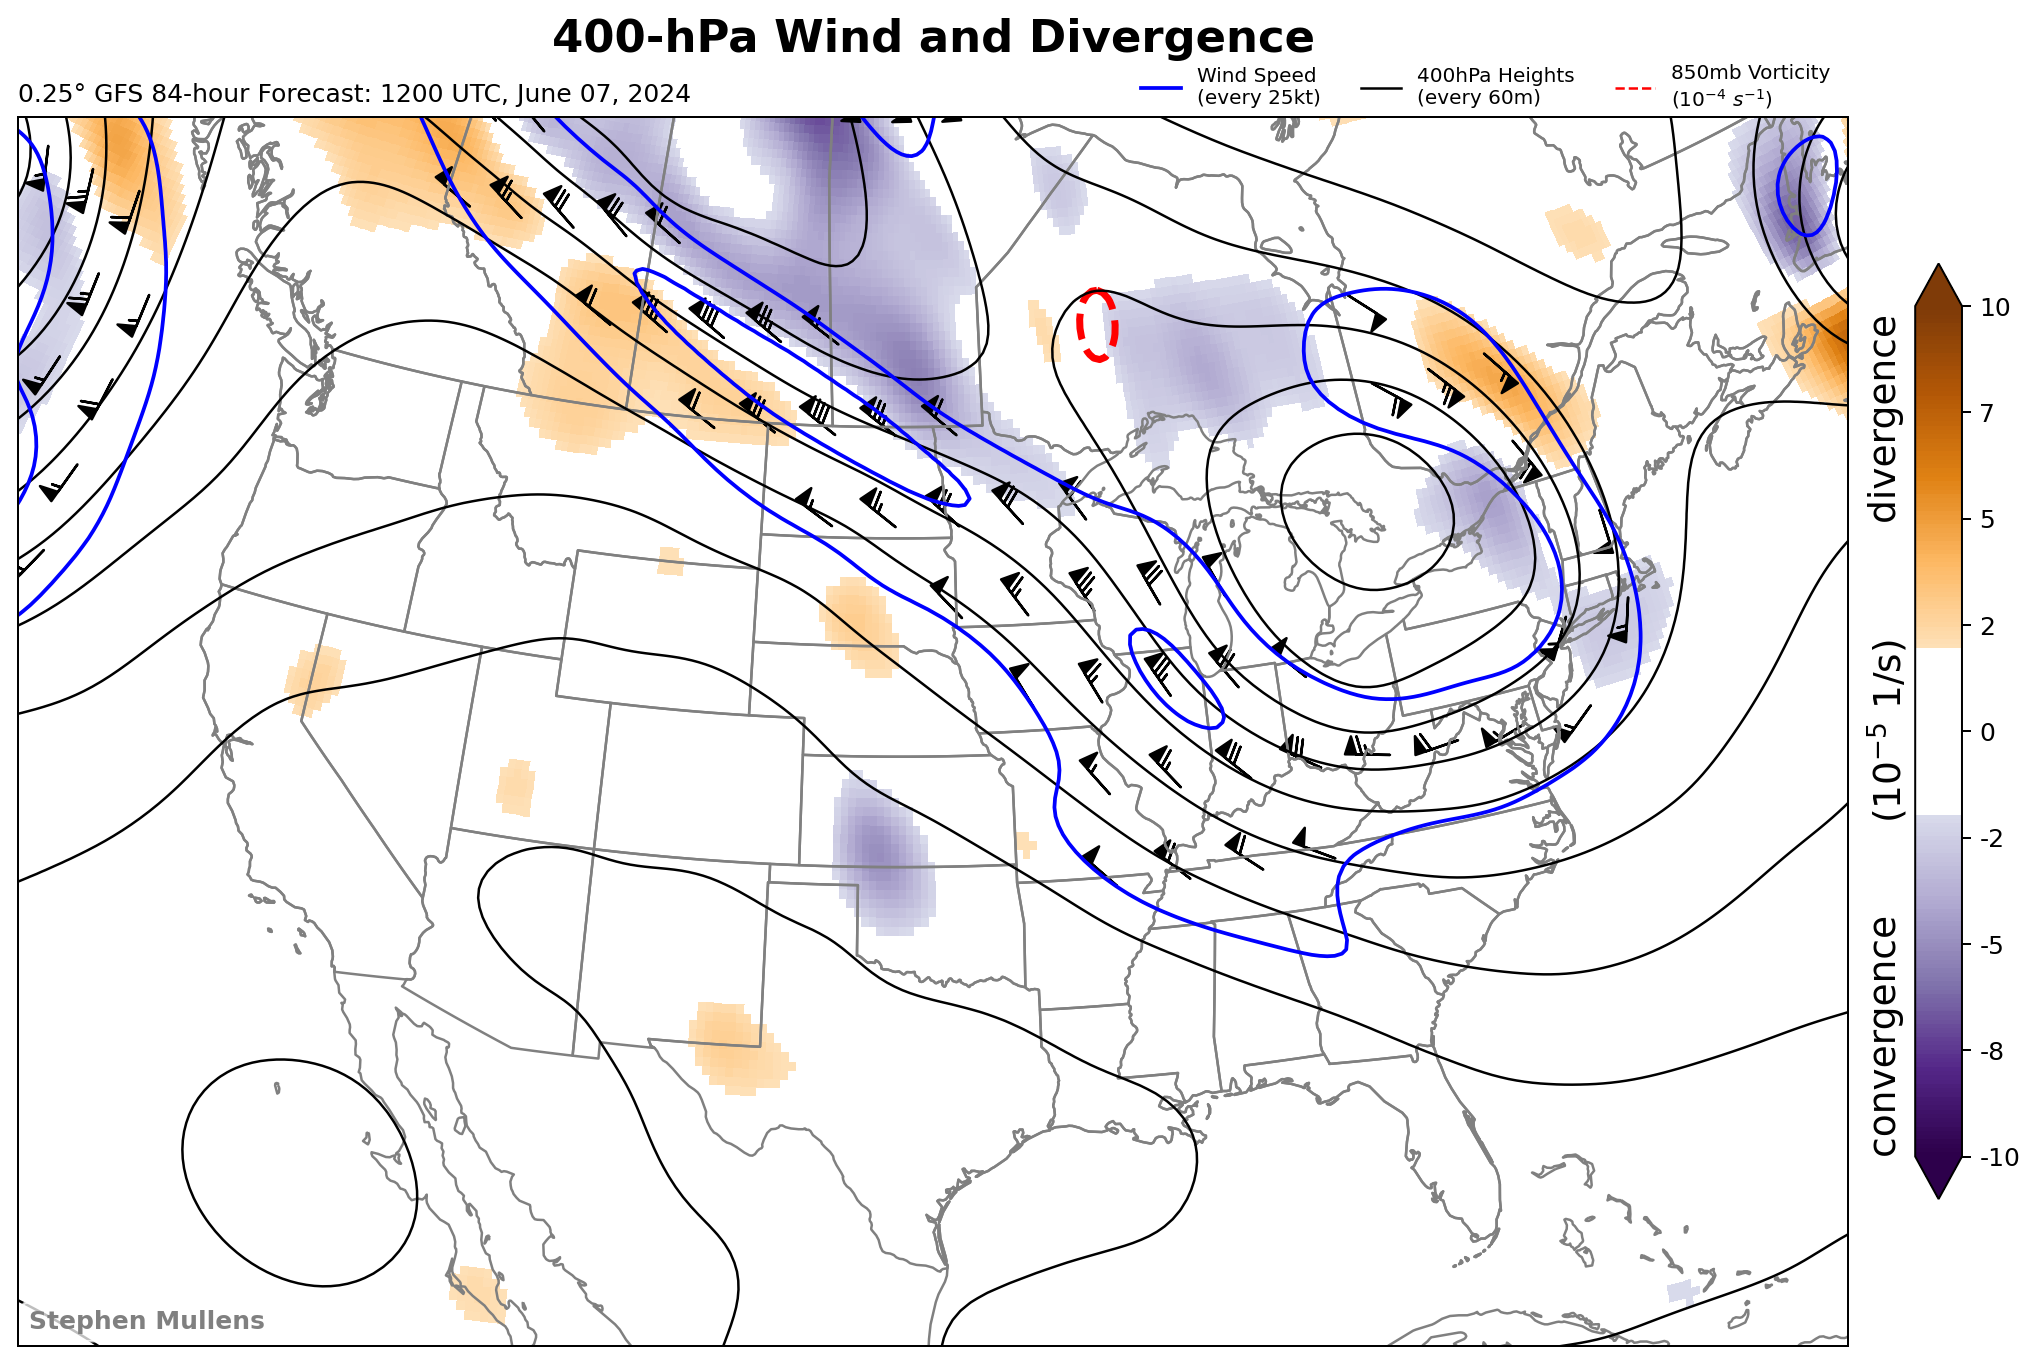 400-hPa Wind and Divergence
0.25° GFS 84-hour Forecast: 1200 UTC, June 07, 2024
Wind Speed
(every 25kt)
400hPa Heights
(every 60m)
850mb Vorticity
(10⁻⁴ s⁻¹)
10
7
5
2
0
-2
-5
-8
-10
convergence (10⁻⁵ 1/s) divergence
Stephen Mullens